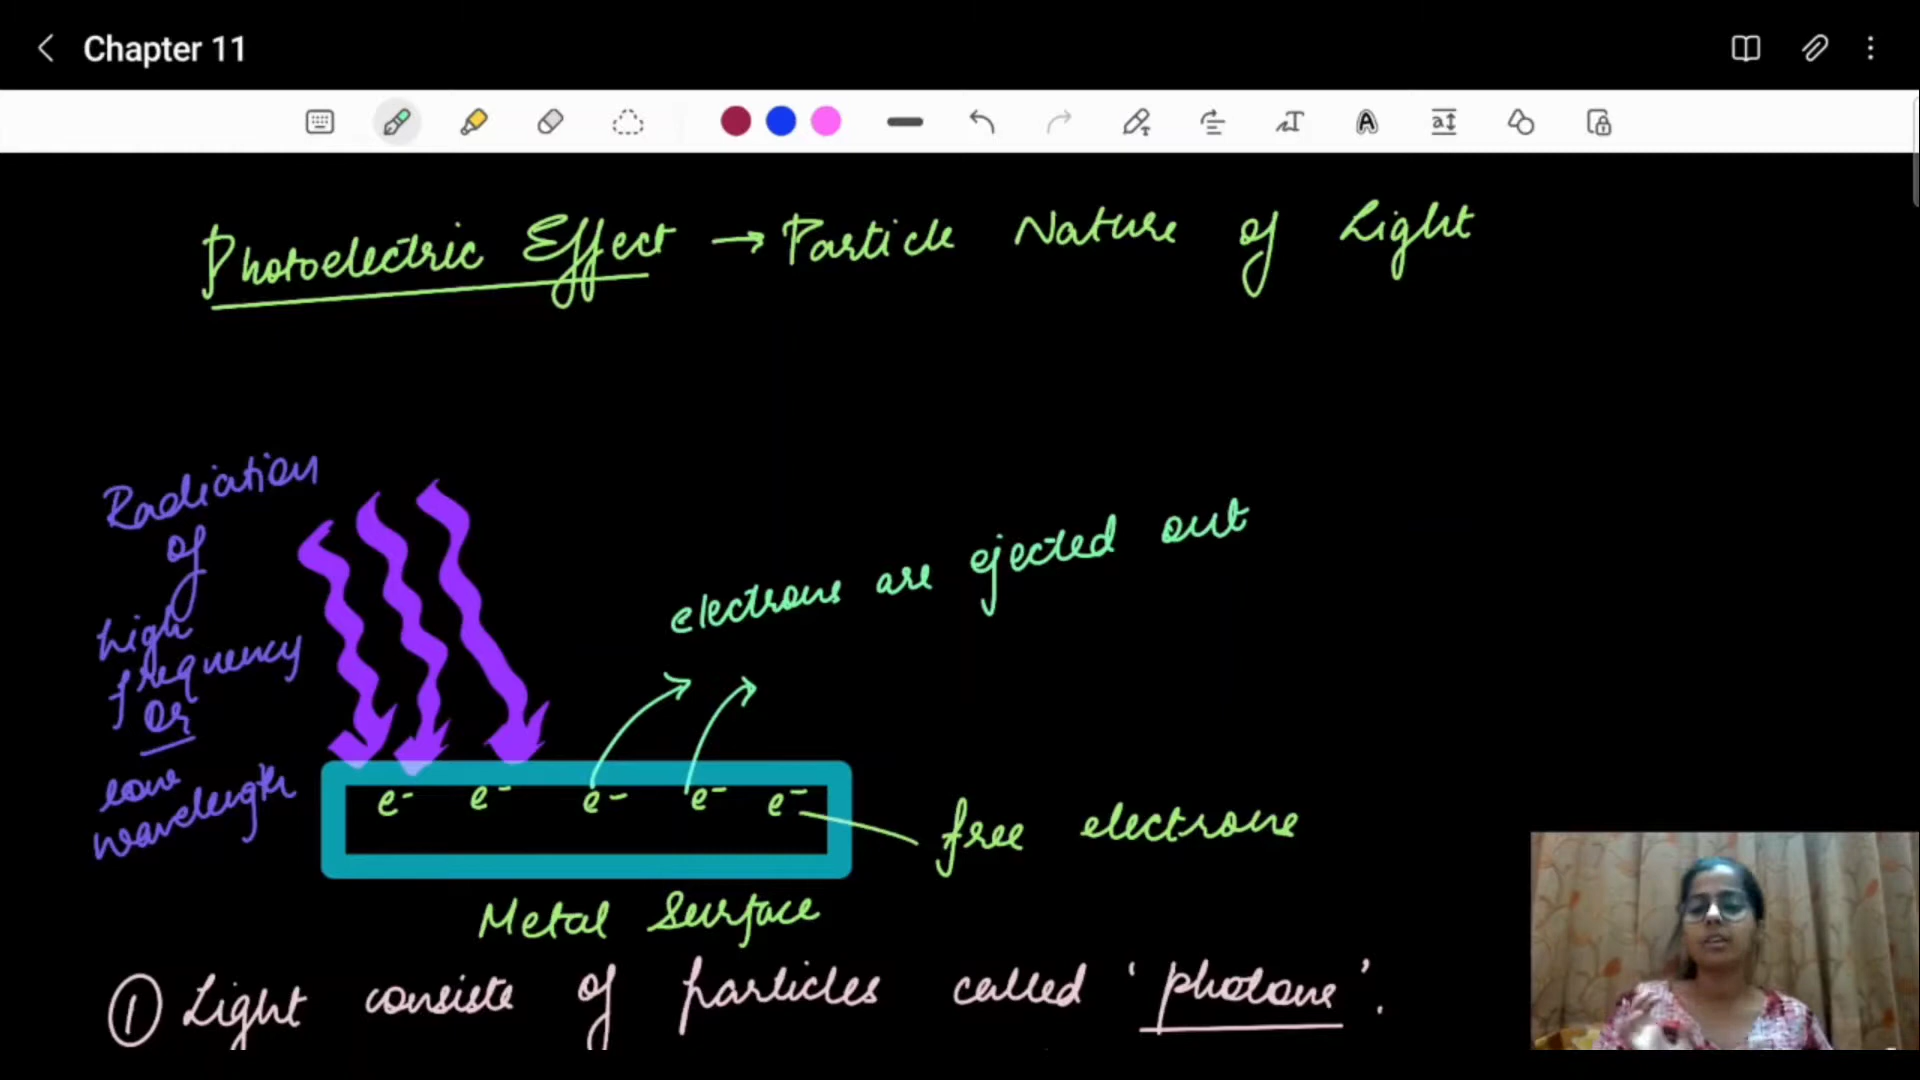 Chapter 11
Photoelectric Effect → Particle Nature of Light
Radiation
of
high
frequency
or
low
wavelength
electrons are ejected out
e- e- e- e- e-
free electrons
Metal Surface
① Light consists of particles called 'photons'.